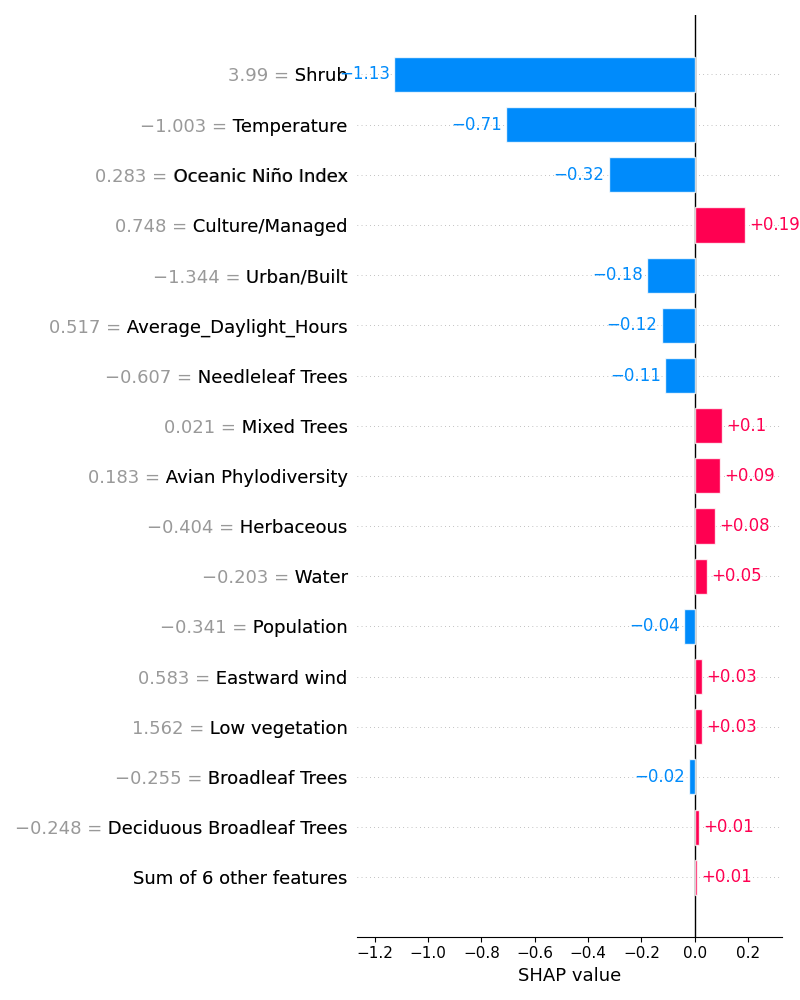 3.99 = Shrub −1.13
−1.003 = Temperature −0.71
0.283 = Oceanic Niño Index −0.32
0.748 = Culture/Managed +0.19
−1.344 = Urban/Built −0.18
0.517 = Average_Daylight_Hours −0.12
−0.607 = Needleleaf Trees −0.11
0.021 = Mixed Trees +0.1
0.183 = Avian Phylodiversity +0.09
−0.404 = Herbaceous +0.08
−0.203 = Water +0.05
−0.341 = Population −0.04
0.583 = Eastward wind +0.03
1.562 = Low vegetation +0.03
−0.255 = Broadleaf Trees −0.02
−0.248 = Deciduous Broadleaf Trees +0.01
Sum of 6 other features +0.01
−1.2 −1.0 −0.8 −0.6 −0.4 −0.2 0.0 0.2
SHAP value